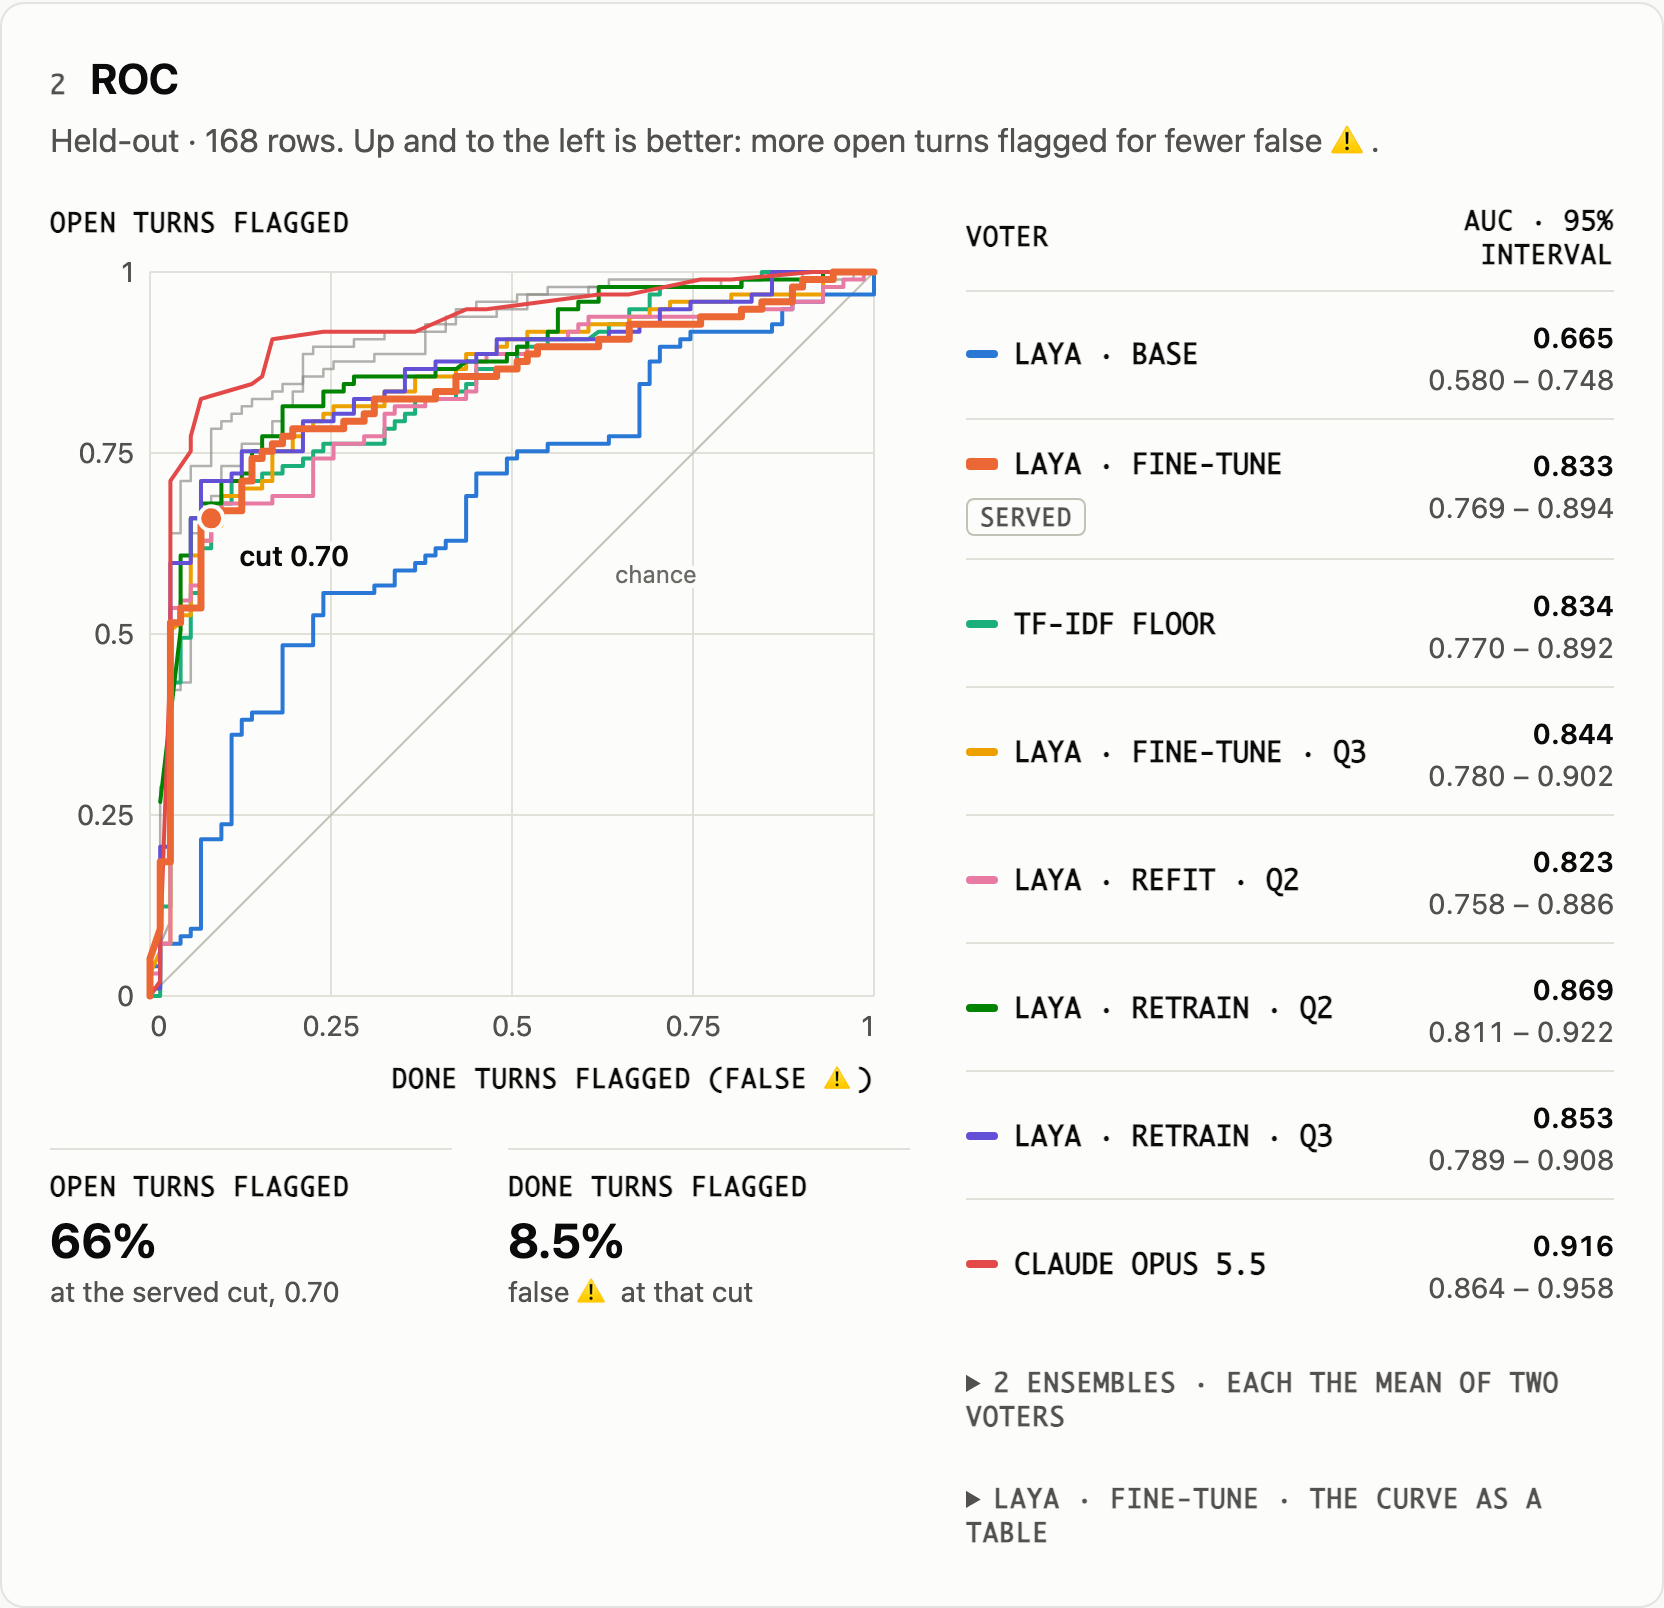 2 ROC
Held-out · 168 rows. Up and to the left is better: more open turns flagged for fewer false ⚠️ .
OPEN TURNS FLAGGED
1
0.75
0.5
0.25
0
cut 0.70
chance
0 0.25 0.5 0.75 1
DONE TURNS FLAGGED (FALSE ⚠️ )
OPEN TURNS FLAGGED
66%
at the served cut, 0.70
DONE TURNS FLAGGED
8.5%
false ⚠️ at that cut
VOTER
AUC · 95%
INTERVAL
LAYA · BASE
0.665
0.580 – 0.748
LAYA · FINE-TUNE
SERVED
0.833
0.769 – 0.894
TF-IDF FLOOR
0.834
0.770 – 0.892
LAYA · FINE-TUNE · Q3
0.844
0.780 – 0.902
LAYA · REFIT · Q2
0.823
0.758 – 0.886
LAYA · RETRAIN · Q2
0.869
0.811 – 0.922
LAYA · RETRAIN · Q3
0.853
0.789 – 0.908
CLAUDE OPUS 5.5
0.916
0.864 – 0.958
▶ 2 ENSEMBLES · EACH THE MEAN OF TWO
VOTERS
▶ LAYA · FINE-TUNE · THE CURVE AS A
TABLE